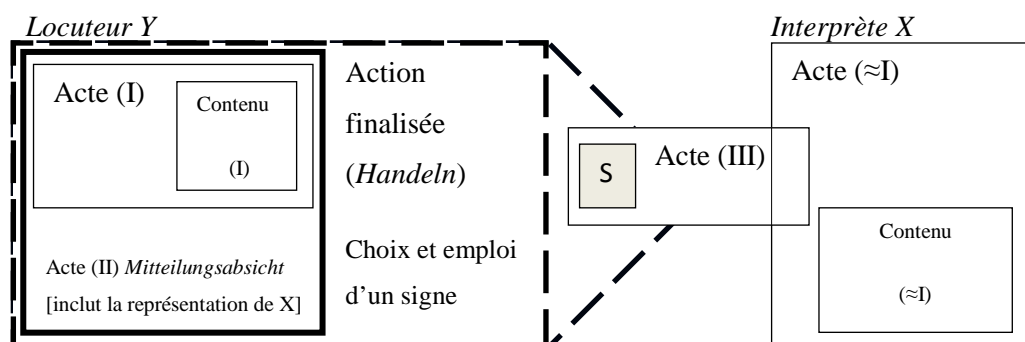 Locuteur Y
Interprète X
Acte (I)
Contenu
(I)
Action
finalisée
(Handeln)
Acte (II) Mitteilungsabsicht
[inclut la représentation de X]
Choix et emploi
d’un signe
S
Acte (III)
Acte (≈I)
Contenu
(≈I)